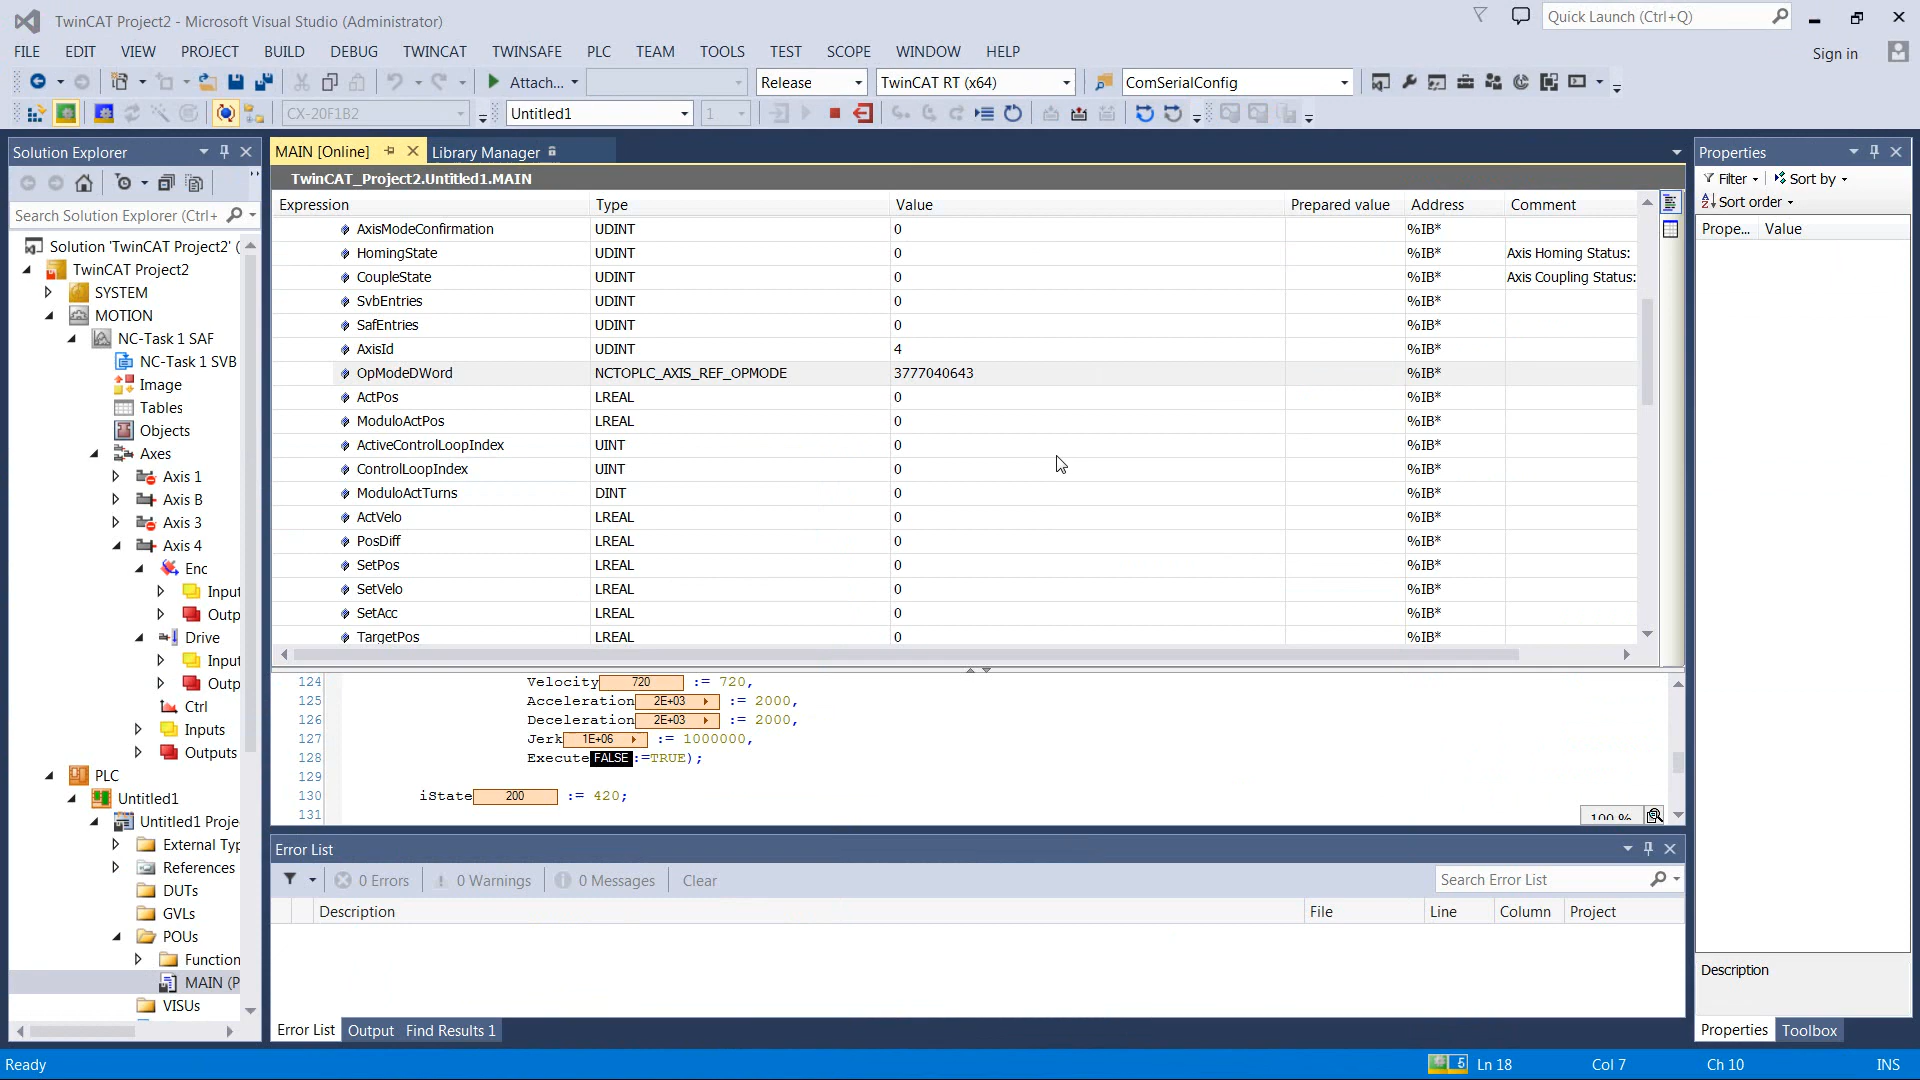 TwinCAT Project2 - Microsoft Visual Studio (Administrator)
Quick Launch (Ctrl+Q)
FILE EDIT VIEW PROJECT BUILD DEBUG TWINCAT TWINSAFE PLC TEAM TOOLS TEST SCOPE WINDOW HELP
Sign in
Attach... Release TwinCAT RT (x64) ComSerialConfig
CX-20F1B2 Untitled1 1
Solution Explorer
MAIN [Online] Library Manager
Properties
TwinCAT_Project2.Untitled1.MAIN
Filter Sort by
Sort order
Search Solution Explorer (Ctrl+
Prope... Value
Solution 'TwinCAT Project2' (
TwinCAT Project2
SYSTEM
MOTION
NC-Task 1 SAF
NC-Task 1 SVB
Image
Tables
Objects
Axes
Axis 1
Axis B
Axis 3
Axis 4
Enc
Input
Outp
Drive
Input
Outp
Ctrl
Inputs
Outputs
PLC
Untitled1
Untitled1 Proje
External Typ
References
DUTs
GVLs
POUs
Function
MAIN (P
VISUs
Expression Type Value Prepared value Address Comment
AxisModeConfirmation UDINT 0 %IB*
HomingState UDINT 0 %IB* Axis Homing Status:
CoupleState UDINT 0 %IB* Axis Coupling Status:
SvbEntries UDINT 0 %IB*
SafEntries UDINT 0 %IB*
AxisId UDINT 4 %IB*
OpModeDWord NCTOPLC_AXIS_REF_OPMODE 3777040643 %IB*
ActPos LREAL 0 %IB*
ModuloActPos LREAL 0 %IB*
ActiveControlLoopIndex UINT 0 %IB*
ControlLoopIndex UINT 0 %IB*
ModuloActTurns DINT 0 %IB*
ActVelo LREAL 0 %IB*
PosDiff LREAL 0 %IB*
SetPos LREAL 0 %IB*
SetVelo LREAL 0 %IB*
SetAcc LREAL 0 %IB*
TargetPos LREAL 0 %IB*
124 Velocity 720 := 720,
125 Acceleration 2E+03 := 2000,
126 Deceleration 2E+03 := 2000,
127 Jerk 1E+06 := 1000000,
128 Execute FALSE :=TRUE);
129
130 iState 200 := 420;
131
100 %
Error List
0 Errors 0 Warnings 0 Messages Clear
Search Error List
Description File Line Column Project
Error List Output Find Results 1
Description
Properties Toolbox
Ready
5 Ln 18 Col 7 Ch 10 INS